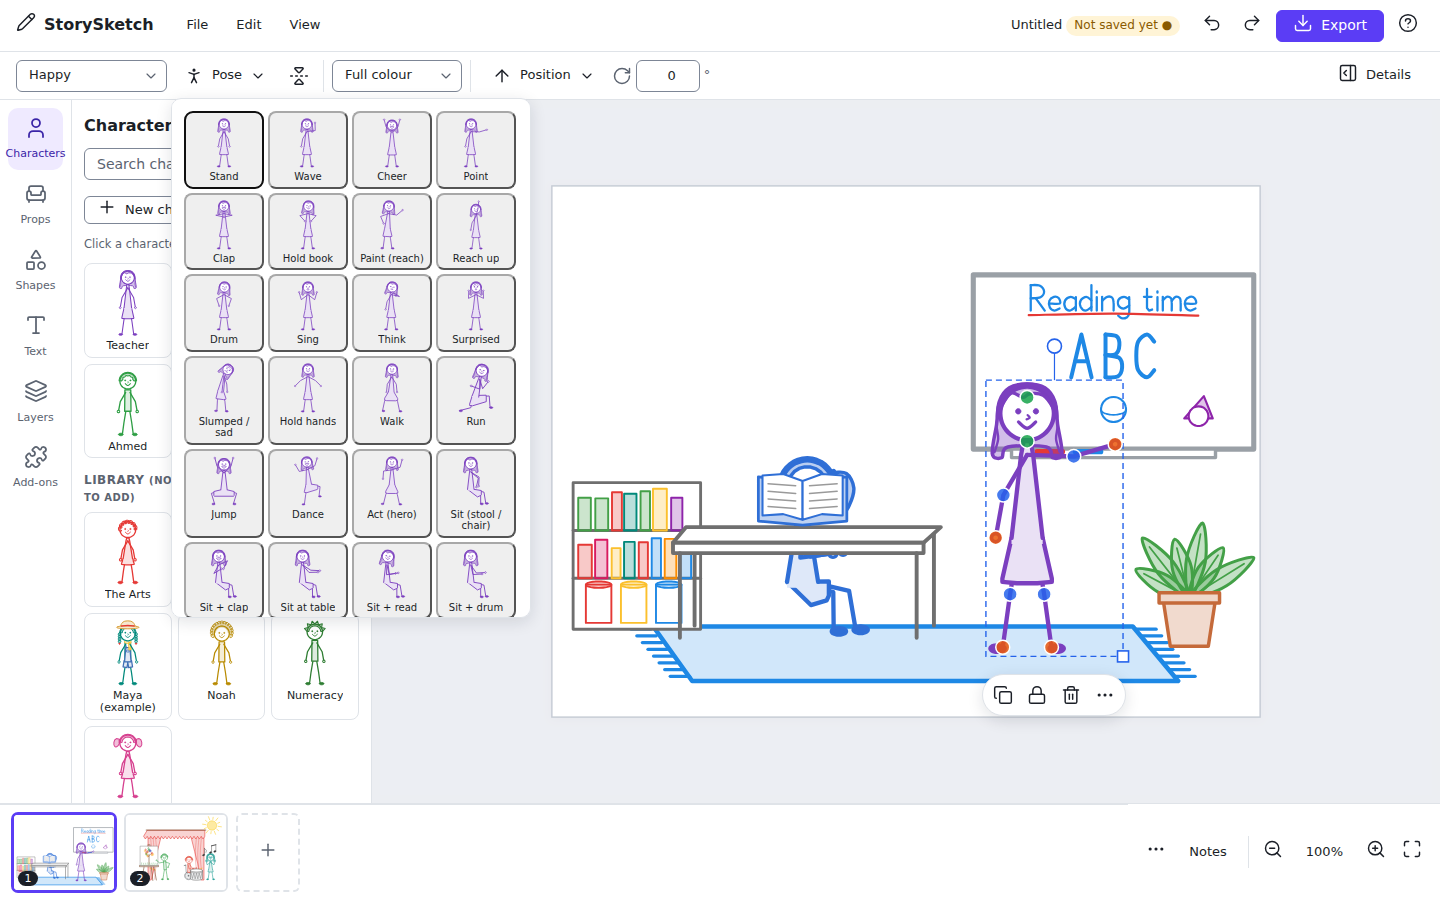 StorySketch
File
Edit
View
Untitled
Not saved yet
Export
Happy
Pose
Full colour
Position
0
°
Details
Characters
Props
Shapes
Text
Layers
Add-ons
Character
Search cha
New ch
Click a characte
Teacher
Ahmed
LIBRARY (NO
TO ADD)
The Arts
Maya
(example)
Noah
Numeracy
Stand
Wave
Cheer
Point
Clap
Hold book
Paint (reach)
Reach up
Drum
Sing
Think
Surprised
Slumped /
sad
Hold hands
Walk
Run
Jump
Dance
Act (hero)
Sit (stool /
chair)
Sit + clap
Sit at table
Sit + read
Sit + drum
Reading time
ABC
Reading time
ABC
1
2
Notes
100%